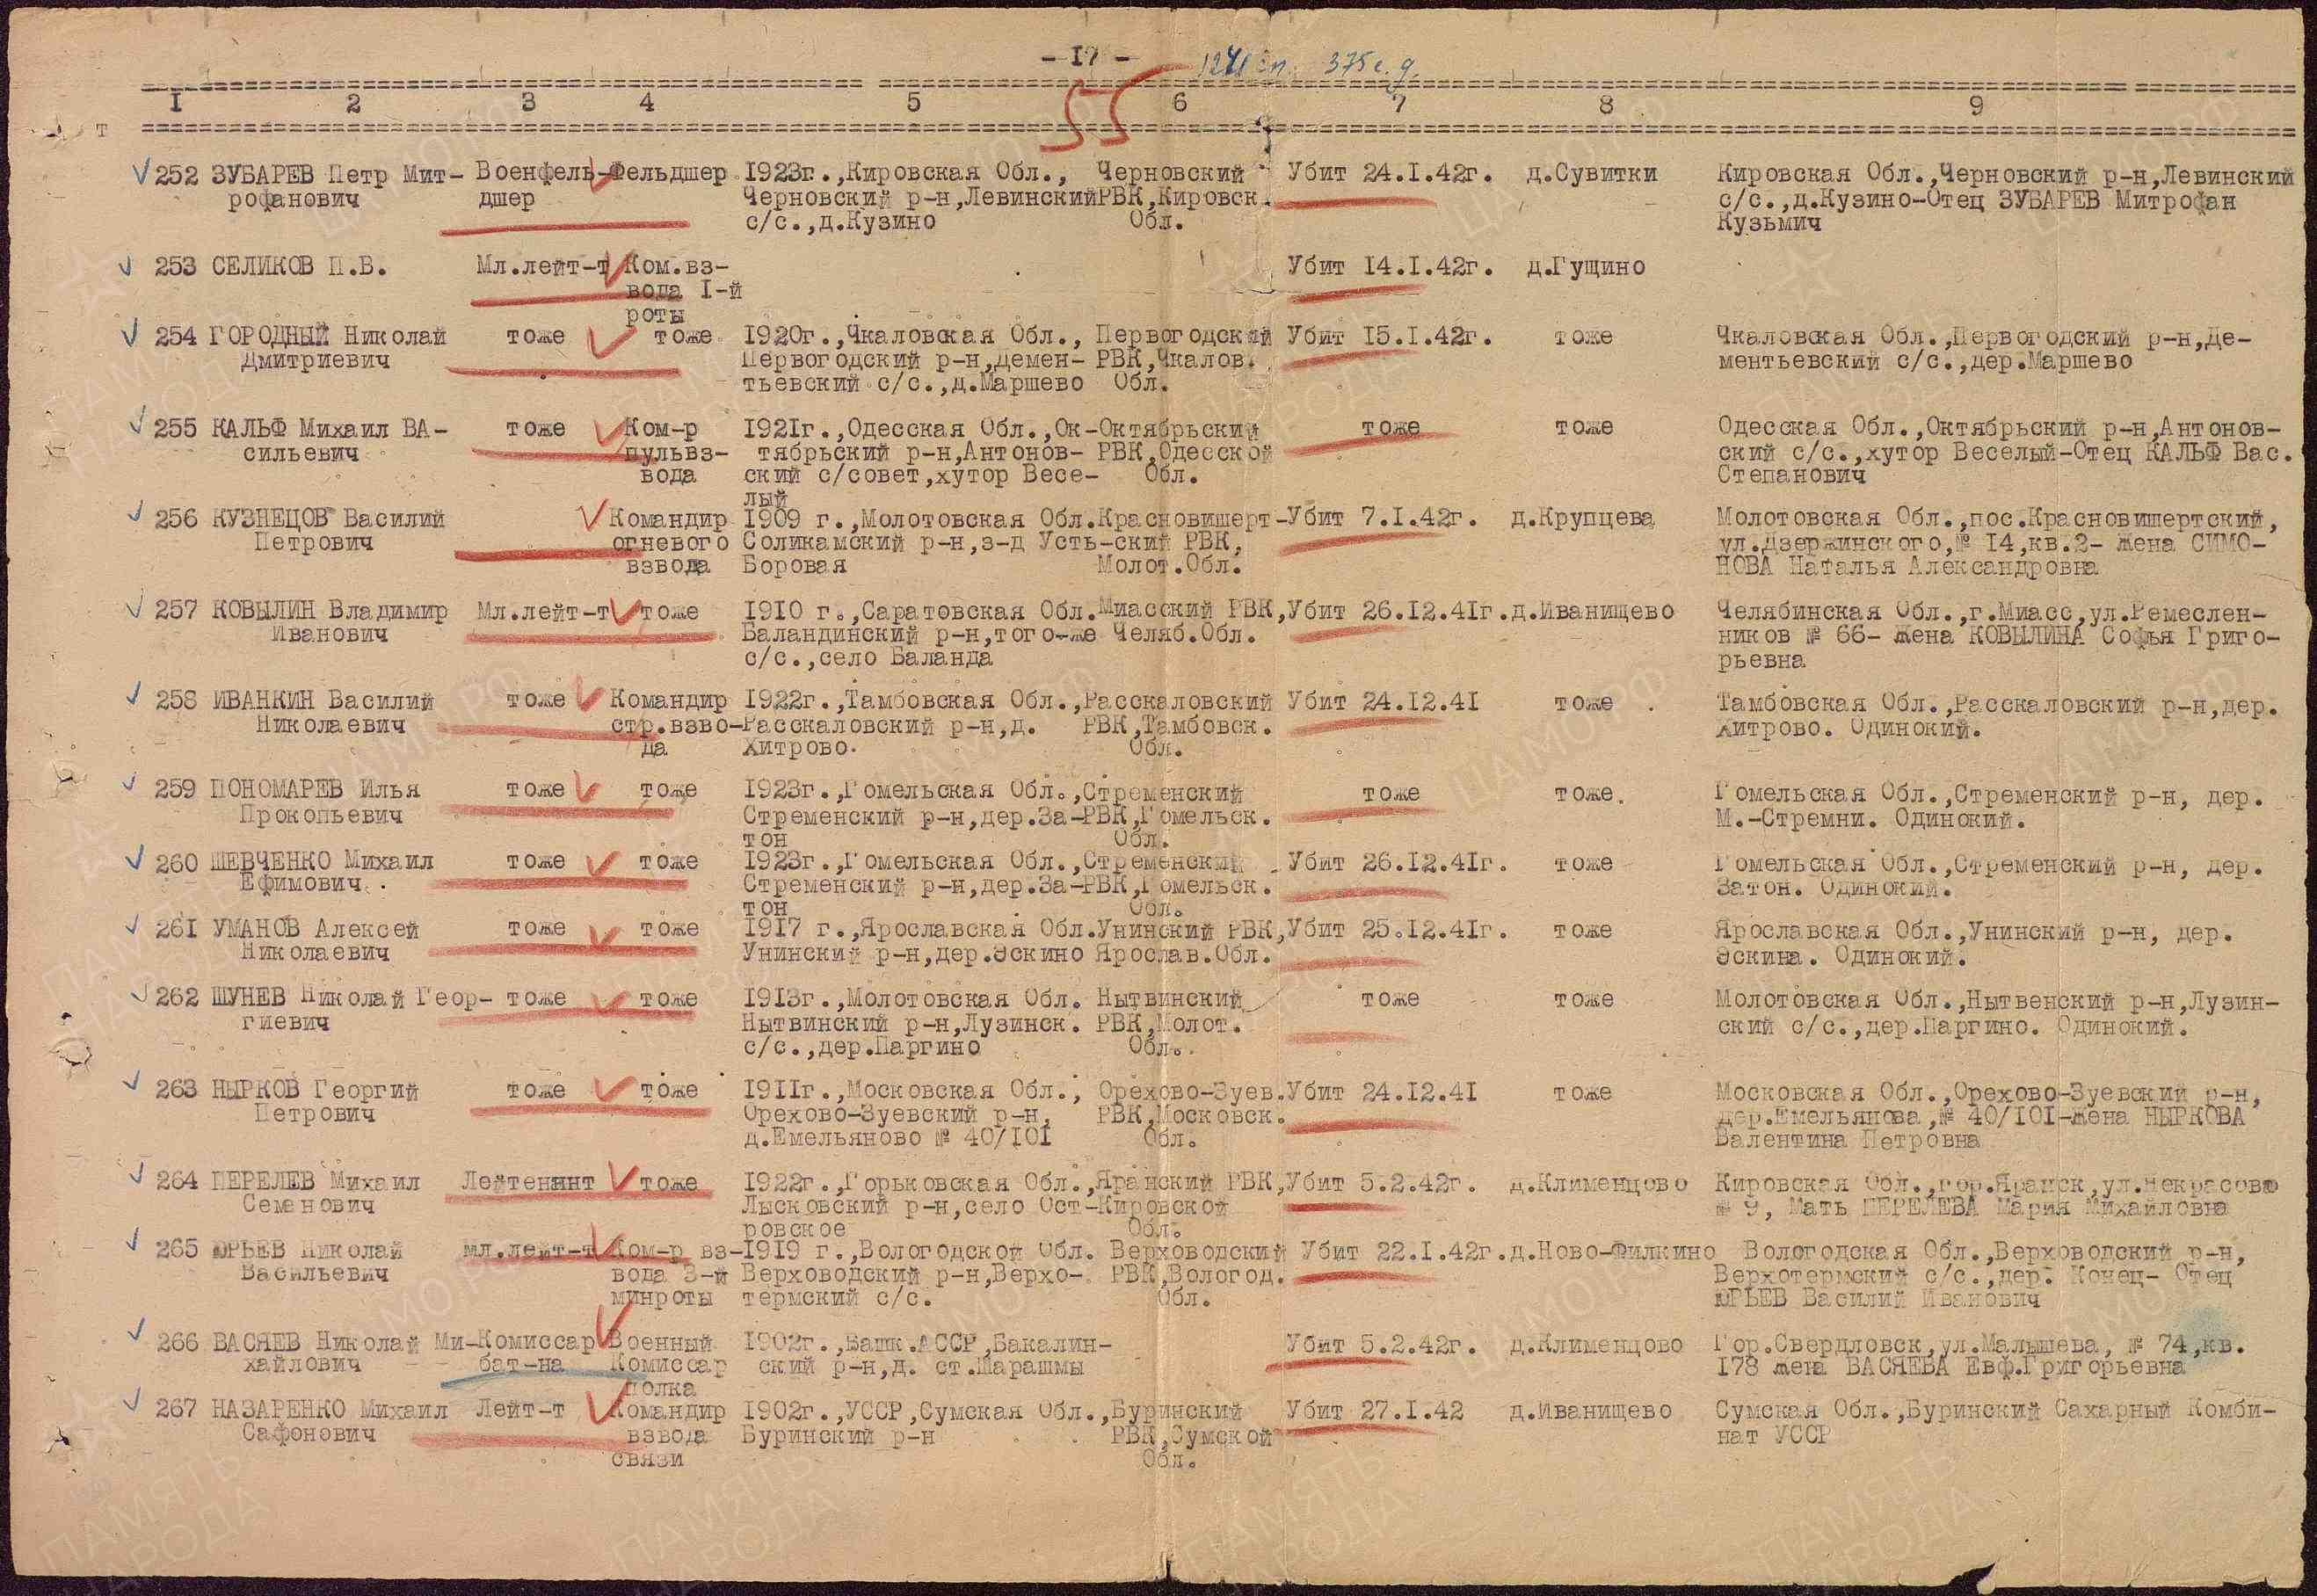 - 17 -
1241 сп. 375 с.д.
55
1 2 3 4 5 6 7 8 9
т
252 ЗУБАРЕВ Петр Мит- Военфель- Фельдшер 1923г.,Кировская Обл., Черновский Убит 24.1.42г. д.Сувитки Кировская Обл.,Черновский р-н,Левинский
рофанович дшер Черновский р-н,Левинский РВК,Кировск. с/с.,д.Кузино-Отец ЗУБАРЕВ Митрофан
с/с.,д.Кузино Обл. Кузьмич
253 СЕЛИКОВ П.В. Мл.лейт-т Ком.вз- Убит 14.1.42г. д.Гущино
вода 1-й
роты
254 ГОРОДНЫЙ Николай тоже тоже 1920г.,Чкаловская Обл., Первогодский Убит 15.1.42г. тоже Чкаловская Обл.,Первогодский р-н,Де-
Дмитриевич Первогодский р-н,демен- РВК,Чкалов. ментьевский с/с.,дер.Маршево
тьевский с/с.,д.Маршево Обл.
255 КАЛЬФ Михаил ВА- тоже Ком-р 1921г.,Одесская Обл.,Ок- Октябрьский тоже тоже Одесская Обл.,Октябрьский р-н,Антонов-
сильевич пульвз- тябрьский р-н,Антонов- РВК,Одесской ский с/с.,хутор Веселый-Отец КАЛЬФ Вас.
вода ский с/совет,хутор Весе- Обл. Степанович
лый
256 КУЗНЕЦОВ Василий Командир 1909 г.,Молотовская Обл. Красновишерт- Убит 7.1.42г. д.Крупцева Молотовская Обл.,пос.Красновишертский,
Петрович огневого Соликамский р-н,з-д Усть- ский РВК, ул.Дзержинского,№ 14,кв.2- жена СИМО-
взвода Боровая Молот.Обл. НОВА Наталья Александровна
257 КОВЫЛИН Владимир Мл.лейт-т тоже 1910 г.,Саратовская Обл. Миасский РВК, Убит 26.12.41г. д.Иванищево Челябинская Обл.,г.Миасс,ул.Ремеслен-
Иванович Баландинский р-н,того-же Челяб.Обл. ников № 66- жена КОВЫЛИНА Софья Григо-
с/с.,село Баланда рьевна
258 ИВАНКИН Василий тоже Командир 1922г.,Тамбовская Обл., Расскаловский Убит 24.12.41 тоже Тамбовская Обл.,Расскаловский р-н,дер.
Николаевич стр.взво- Расскаловский р-н,д. РВК,Тамбовск. Хитрово. Одинокий.
да Хитрово. Обл.
259 ПОНОМАРЕВ Илья тоже тоже 1923г.,Гомельская Обл., Стременский тоже тоже. Гомельская Обл.,Стременский р-н, дер.
Прокопьевич Стременский р-н,дер.За- РВК,Гомельск. М.-Стремни. Одинокий.
тон Обл.
260 ШЕВЧЕНКО Михаил тоже тоже 1923г.,Гомельская Обл., Стременский Убит 26.12.41г. тоже Гомельская Обл.,Стременский р-н, дер.
Ефимович. Стременский р-н,дер.За- РВК,Гомельск. Затон. Одинокий.
тон Обл.
261 УМАНОВ Алексей тоже тоже 1917 г.,Ярославская Обл. Унинский РВК, Убит 25.12.41г. тоже Ярославская Обл.,Унинский р-н, дер.
Николаевич Унинский р-н,дер.Эскино Ярослав.Обл. Эскина. Одинокий.
262 ШУНЕВ Николай Геор- тоже тоже 1913г.,Молотовская Обл. Нытвинский тоже тоже Молотовская Обл.,Нытвенский р-н,Лузин-
гиевич Нытвинский р-н,Лузинск. РВК,Молот. ский с/с.,дер.Паргино. Одинокий.
с/с.,дер.Паргино Обл.
263 НЫРКОВ Георгий тоже тоже 1911г.,Московская Обл., Орехово-Зуев. Убит 24.12.41 тоже Московская Обл.,Орехово-Зуевский р-н,
Петрович Орехово-Зуевский р-н, РВК,Московск. дер.Емельянова,№ 40/101-жена НЫРКОВА
д.Емельяново № 40/101 Обл. Валентина Петровна
264 ПЕРЕЛЕВ Михаил Лейтенант тоже 1922г.,Горьковская Обл., Яранский РВК, Убит 5.2.42г. д.Клименцово Кировская Обл.,гор.Яранск,ул.Некрасова
Семенович Лысковский р-н,село Ост- Кировской № 9, Мать ПЕРЕЛЕВА Мария Михайловна
ровское Обл.
265 ЮРЬЕВ Николай мл.лейт-т Ком-р вз- 1919 г.,Вологодской Обл. Верховодский Убит 22.1.42г. д.Ново-Филкино Вологодская Обл.,Верховодский р-н,
Васильевич вода 3-й Верховодский р-н,Верхо- РВК,Вологод. Верхотермский с/с.,дер. Конец- Отец
минроты термский с/с. Обл. ЮРЬЕВ Василий Иванович
266 ВАСЯЕВ Николай Ми- Комиссар Военный 1902г.,Башк.АССР,Бакалин- Убит 5.2.42г. д.Клименцово Гор.Свердловск,ул.Малышева, № 74,кв.
хайлович бат-на Комиссар ский р-н,д. ст.Шарашмы 178 жена ВАСЯЕВА Евф.Григорьевна
полка
267 НАЗАРЕНКО Михаил Лейт-т Командир 1902г.,УССР,Сумская Обл., Буринский Убит 27.1.42 д.Иванищево Сумская Обл.,Буринский Сахарный Комби-
Сафонович взвода Буринский р-н РВК,Сумской нат УССР
связи Обл.